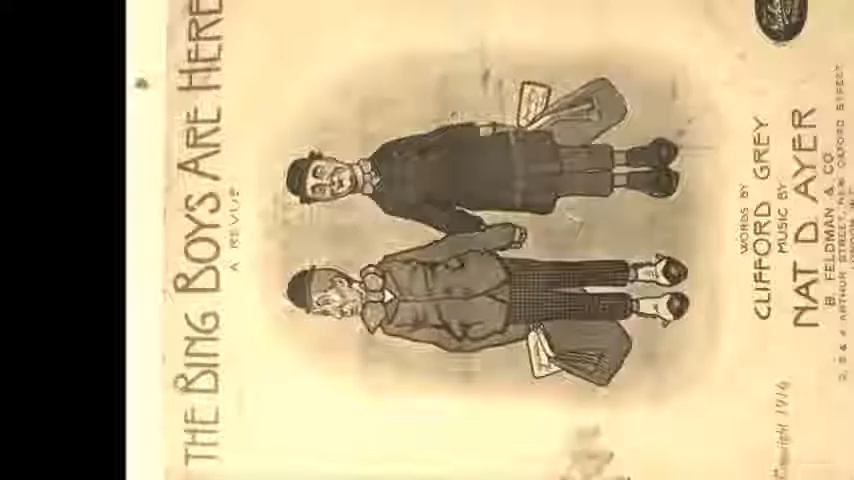 THE BING BOYS ARE HERE
A REVUE
WORDS BY
CLIFFORD GREY
MUSIC BY
NAT D. AYER
B. FELDMAN & CO
2, 3 & 4 ARTHUR STREET, NEW OXFORD STREET
Copyright 1916